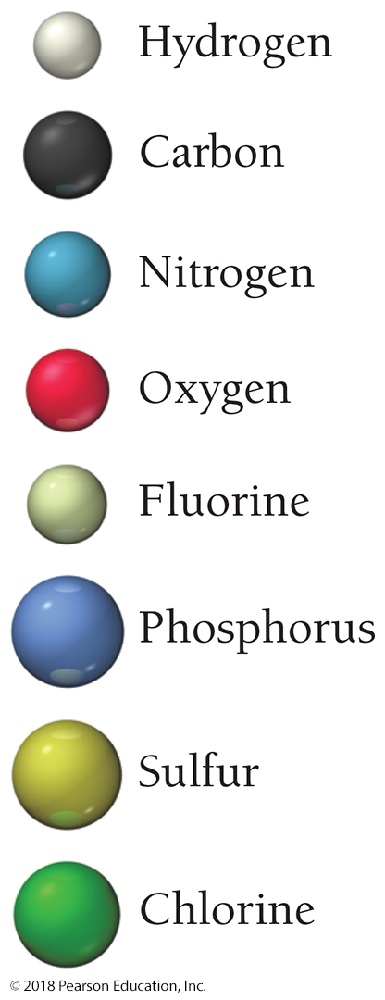 Hydrogen
Carbon
Nitrogen
Oxygen
Fluorine
Phosphorus
Sulfur
Chlorine
© 2018 Pearson Education, Inc.